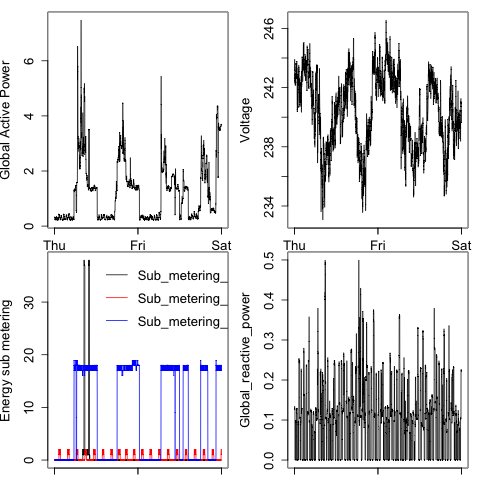 Global Active Power
0
2
4
6
Thu
Fri
Sat
Voltage
234
238
242
246
Thu
Fri
Sat
Energy sub metering
0
10
20
30
Sub_metering_
Sub_metering_
Sub_metering_
Global_reactive_power
0.0
0.1
0.2
0.3
0.4
0.5